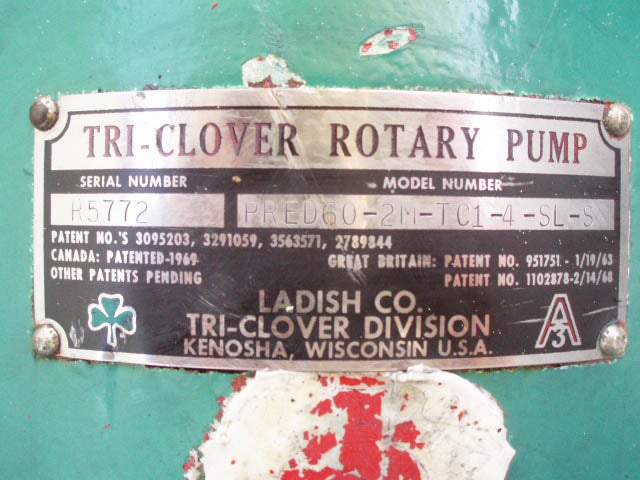 TRI-CLOVER ROTARY PUMP
SERIAL NUMBER MODEL NUMBER
R5772 PRED60-2M-TC1-4-SL-S
PATENT NO.'S 3095203, 3291059, 3563571, 2789844
CANADA: PATENTED-1969 GREAT BRITAIN: PATENT NO. 951751 - 1/19/63
OTHER PATENTS PENDING PATENT NO. 1102878-2/14/68
LADISH CO.
TRI-CLOVER DIVISION
KENOSHA, WISCONSIN U.S.A.
A3